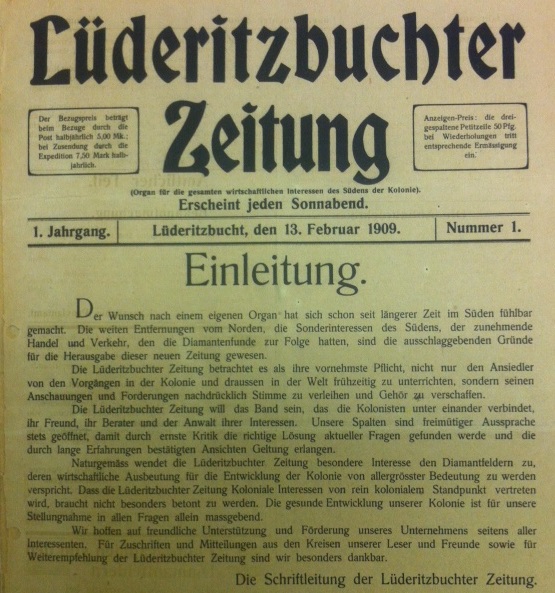 Lüderitzbuchter
Zeitung
Der Bezugspreis beträgt
beim Bezuge durch die
Post halbjährlich 5,00 Mk.;
bei Zusendung durch die
Expedition 7,50 Mark halb-
jährlich.
Anzeigen-Preis: die drei-
gespaltene Petitzeile 50 Pfg.
bei Wiederholungen tritt
entsprechende Ermäßigung
ein.
(Organ für die gesamten wirtschaftlichen Interessen des Südens der Kolonie).
Erscheint jeden Sonnabend.
1. Jahrgang.
Lüderitzbucht, den 13. Februar 1909.
Nummer 1.
Einleitung.
Der Wunsch nach einem eigenen Organ hat sich schon seit längerer Zeit im Süden fühlbar
gemacht. Die weiten Entfernungen vom Norden, die Sonderinteressen des Südens, der zunehmende
Handel und Verkehr, den die Diamantenfunde zur Folge hatten, sind die ausschlaggebenden Gründe
für die Herausgabe dieser neuen Zeitung gewesen.
Die Lüderitzbuchter Zeitung betrachtet es als ihre vornehmste Pflicht, nicht nur den Ansiedler
von den Vorgängen in der Kolonie und draussen in der Welt frühzeitig zu unterrichten, sondern seinen
Anschauungen und Forderungen nachdrücklich Stimme zu verleihen und Gehör zu verschaffen.
Die Lüderitzbuchter Zeitung will das Band sein, das die Kolonisten unter einander verbindet,
ihr Freund, ihr Berater und der Anwalt ihrer Interessen. Unsere Spalten sind freimütiger Aussprache
stets geöffnet, damit durch ernste Kritik die richtige Lösung aktueller Fragen gefunden werde und die
durch lange Erfahrungen bestätigten Ansichten Geltung erlangen.
Naturgemäss wendet die Lüderitzbuchter Zeitung besondere Interesse den Diamantfeldern zu,
deren wirtschaftliche Ausbeutung für die Entwicklung der Kolonie von allergrösster Bedeutung zu werden
verspricht. Dass die Lüderitzbuchter Zeitung Koloniale Interessen von rein kolonialem Standpunkt vertreten
wird, braucht nicht besonders betont zu werden. Die gesunde Entwicklung unserer Kolonie ist für unsere
Stellungnahme in allen Fragen allein massgebend.
Wir hoffen auf freundliche Unterstützung und Förderung unseres Unternehmens seitens aller
Interessenten. Für Zuschriften und Mitteilungen aus den Kreisen unserer Leser und Freunde sowie für
Weiterempfehlung der Lüderitzbuchter Zeitung sind wir besonders dankbar.
Die Schriftleitung der Lüderitzbuchter Zeitung.